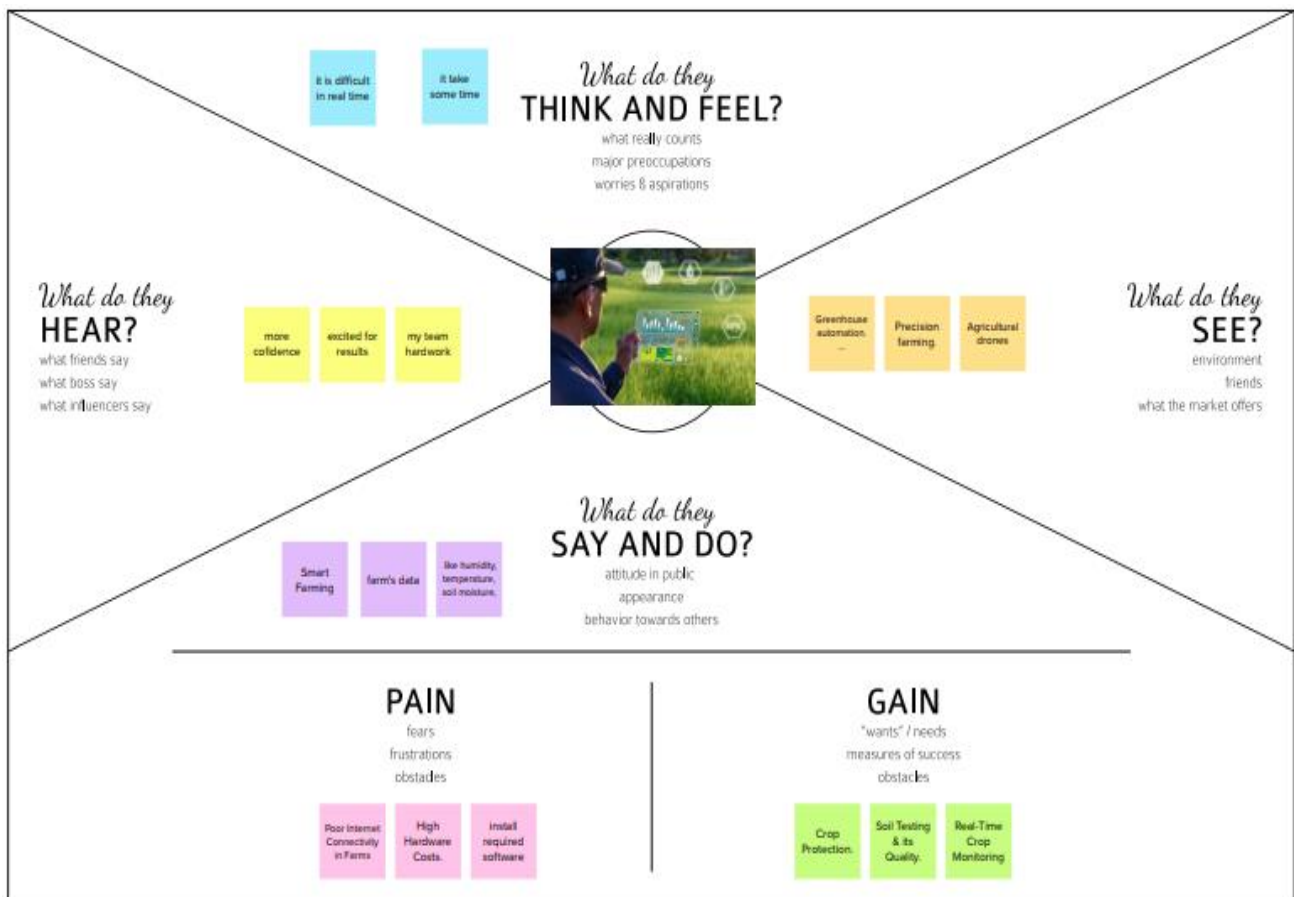 it is difficult
in real time
it take
some time
What do they
THINK AND FEEL?
what really counts
major preoccupations
worries & aspirations
What do they
HEAR?
what friends say
what boss say
what influencers say
more
cofidence
excited for
results
my team
hardwork
Greenhouse
automation.
...
Precision
farming.
Agricultural
drones
What do they
SEE?
environment
friends
what the market offers
What do they
SAY AND DO?
attitude in public
appearance
behavior towards others
Smart
Farming
farm's data
like humidity,
temperature,
soil moisture,
PAIN
fears
frustrations
obstacles
Poor Internet
Connectivity
in Farms
High
Hardware
Costs.
install
required
software
GAIN
"wants" / needs
measures of success
obstacles
Crop
Protection.
Soil Testing
& its
Quality.
Real-Time
Crop
Monitoring